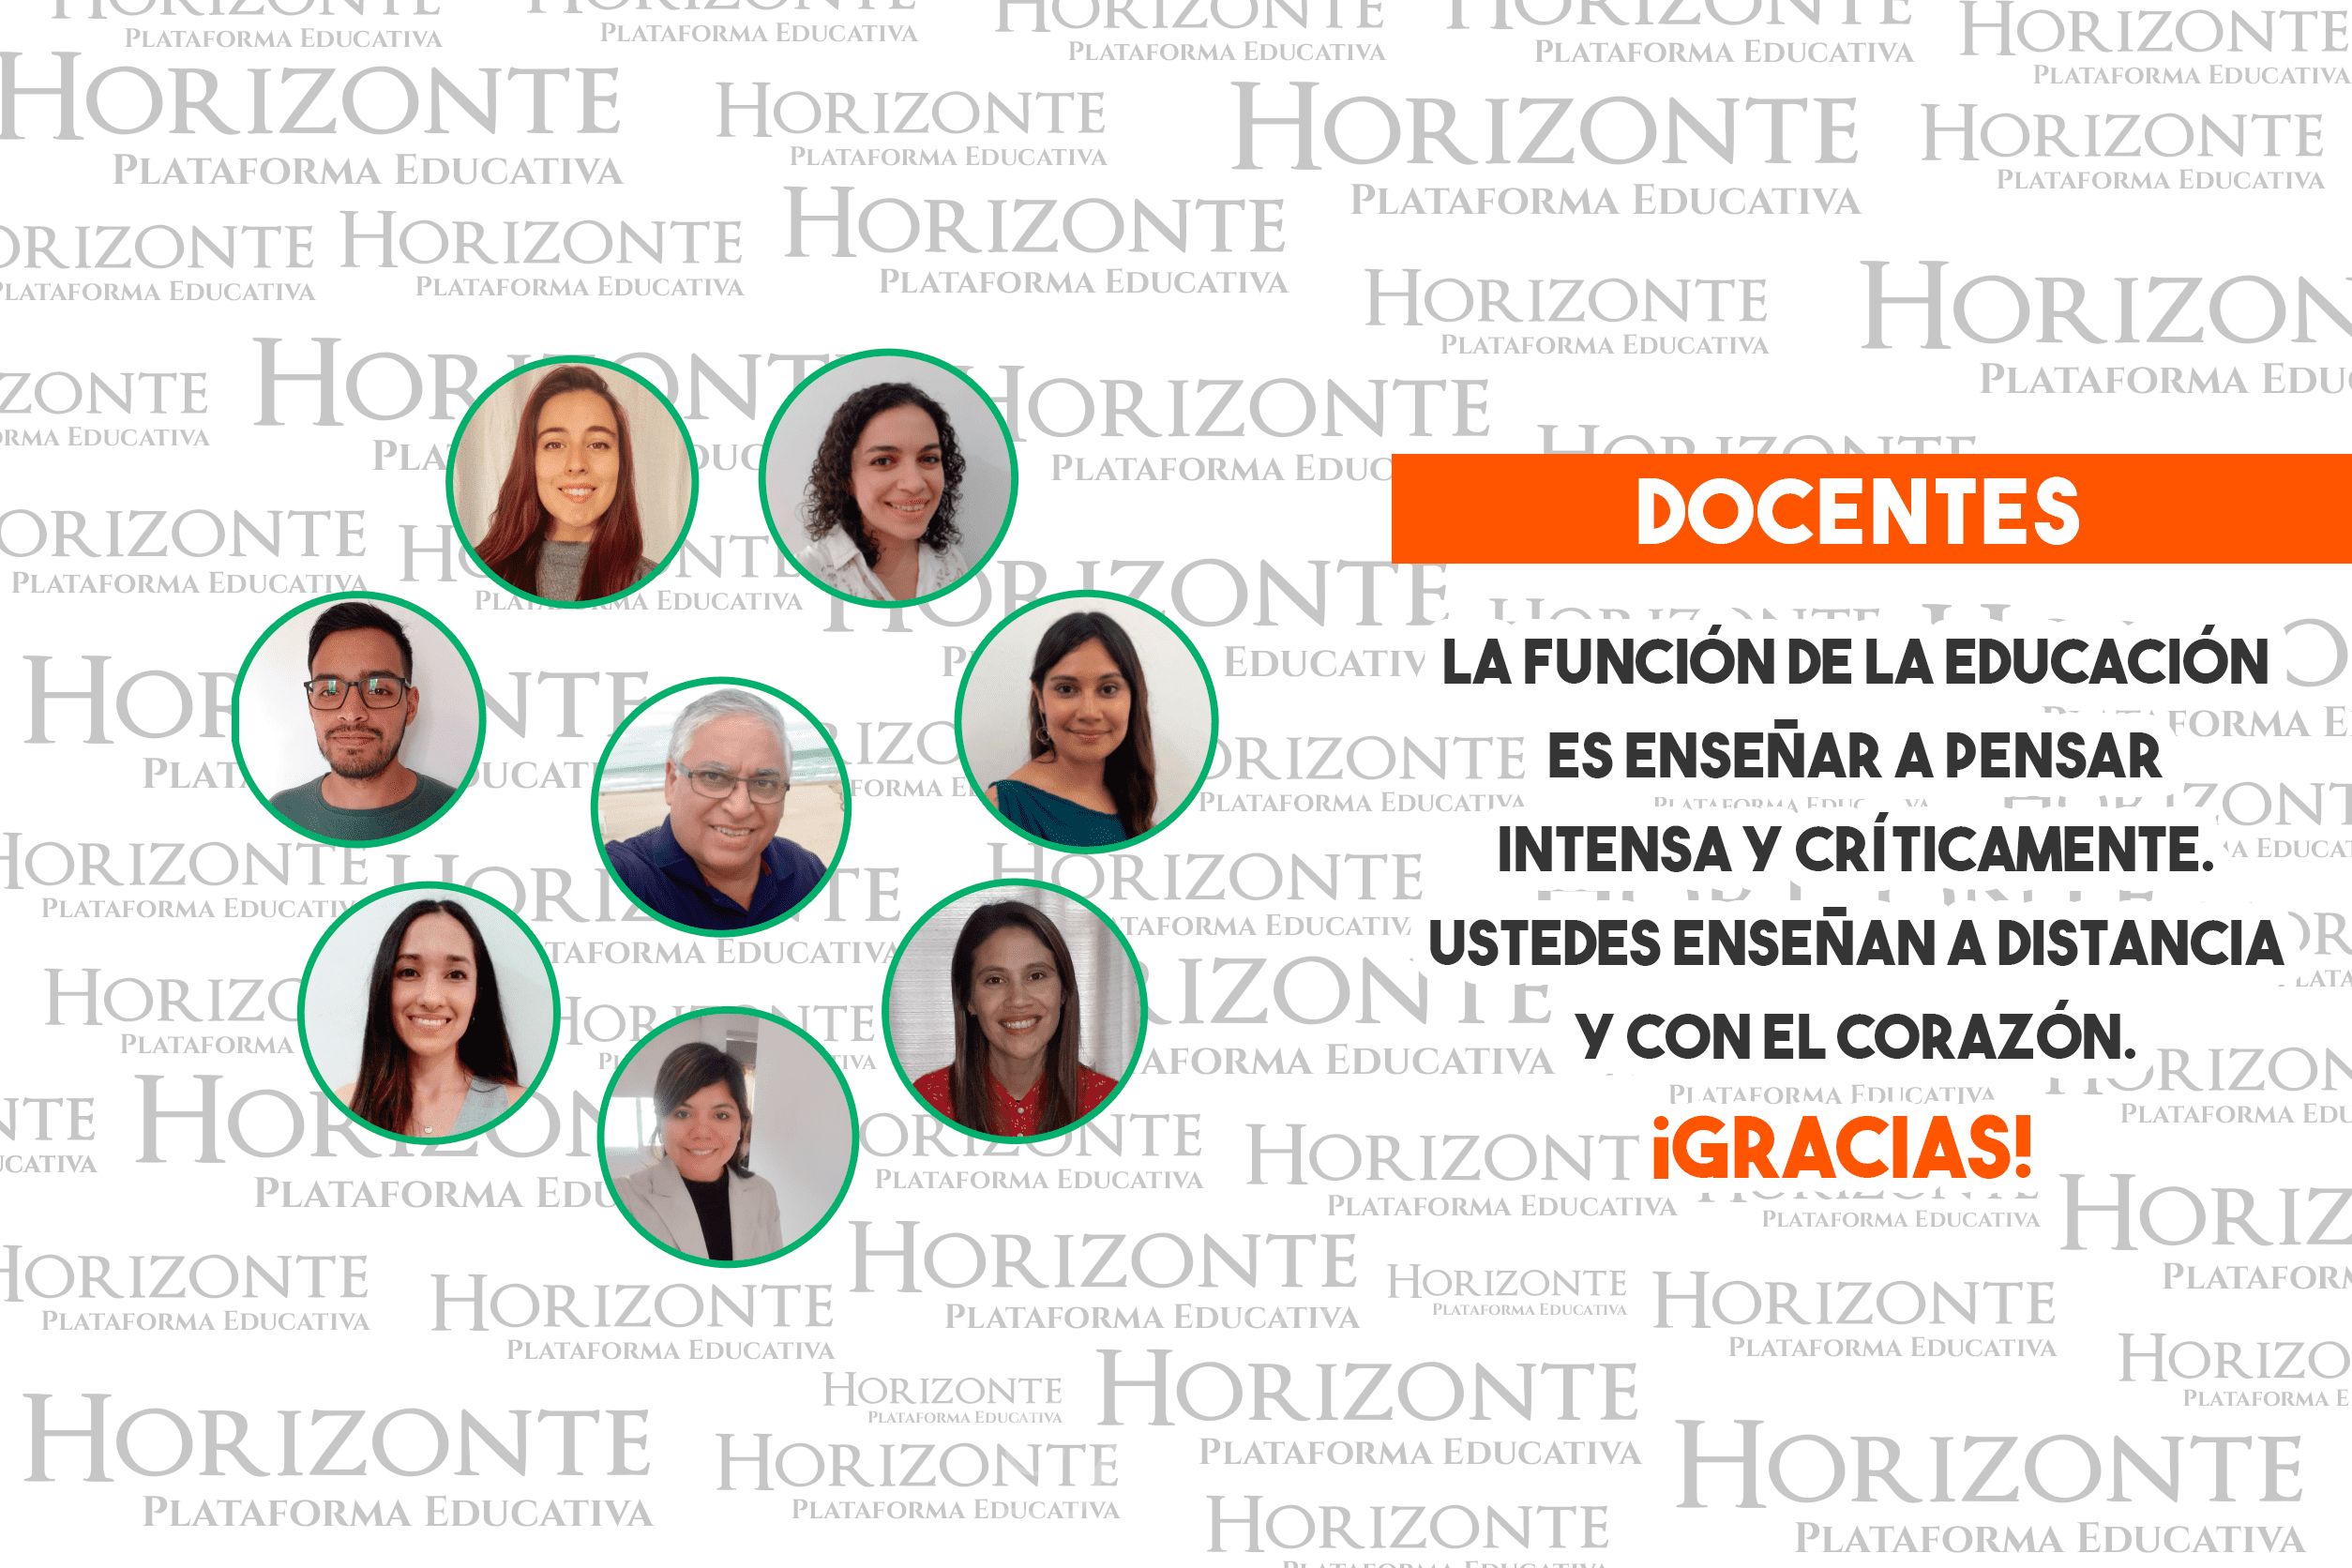 HORIZONTE
PLATAFORMA EDUCATIVA
DOCENTES
LA FUNCIÓN DE LA EDUCACIÓN
ES ENSEÑAR A PENSAR
INTENSA Y CRÍTICAMENTE.
USTEDES ENSEÑAN A DISTANCIA
Y CON EL CORAZÓN.
¡GRACIAS!